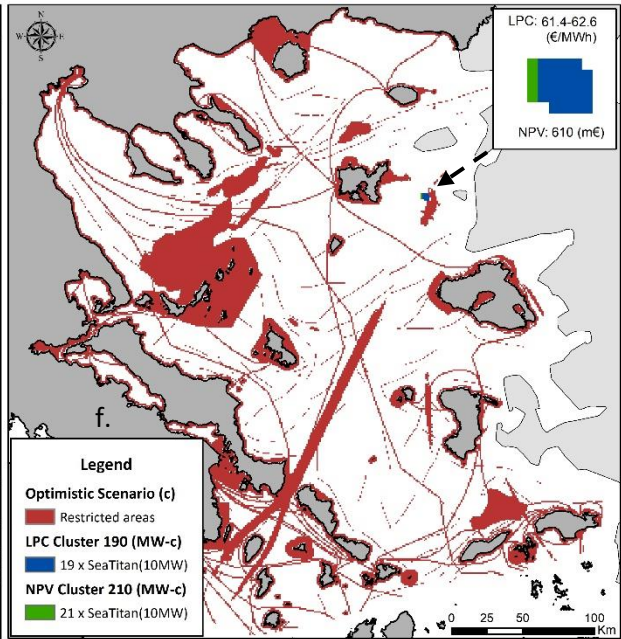 N
W
E
S
LPC: 61.4-62.6
(€/MWh)
NPV: 610 (m€)
f.
Legend
Optimistic Scenario (c)
Restricted areas
LPC Cluster 190 (MW-c)
19 x SeaTitan(10MW)
NPV Cluster 210 (MW-c)
21 x SeaTitan(10MW)
0 25 50 100
Km